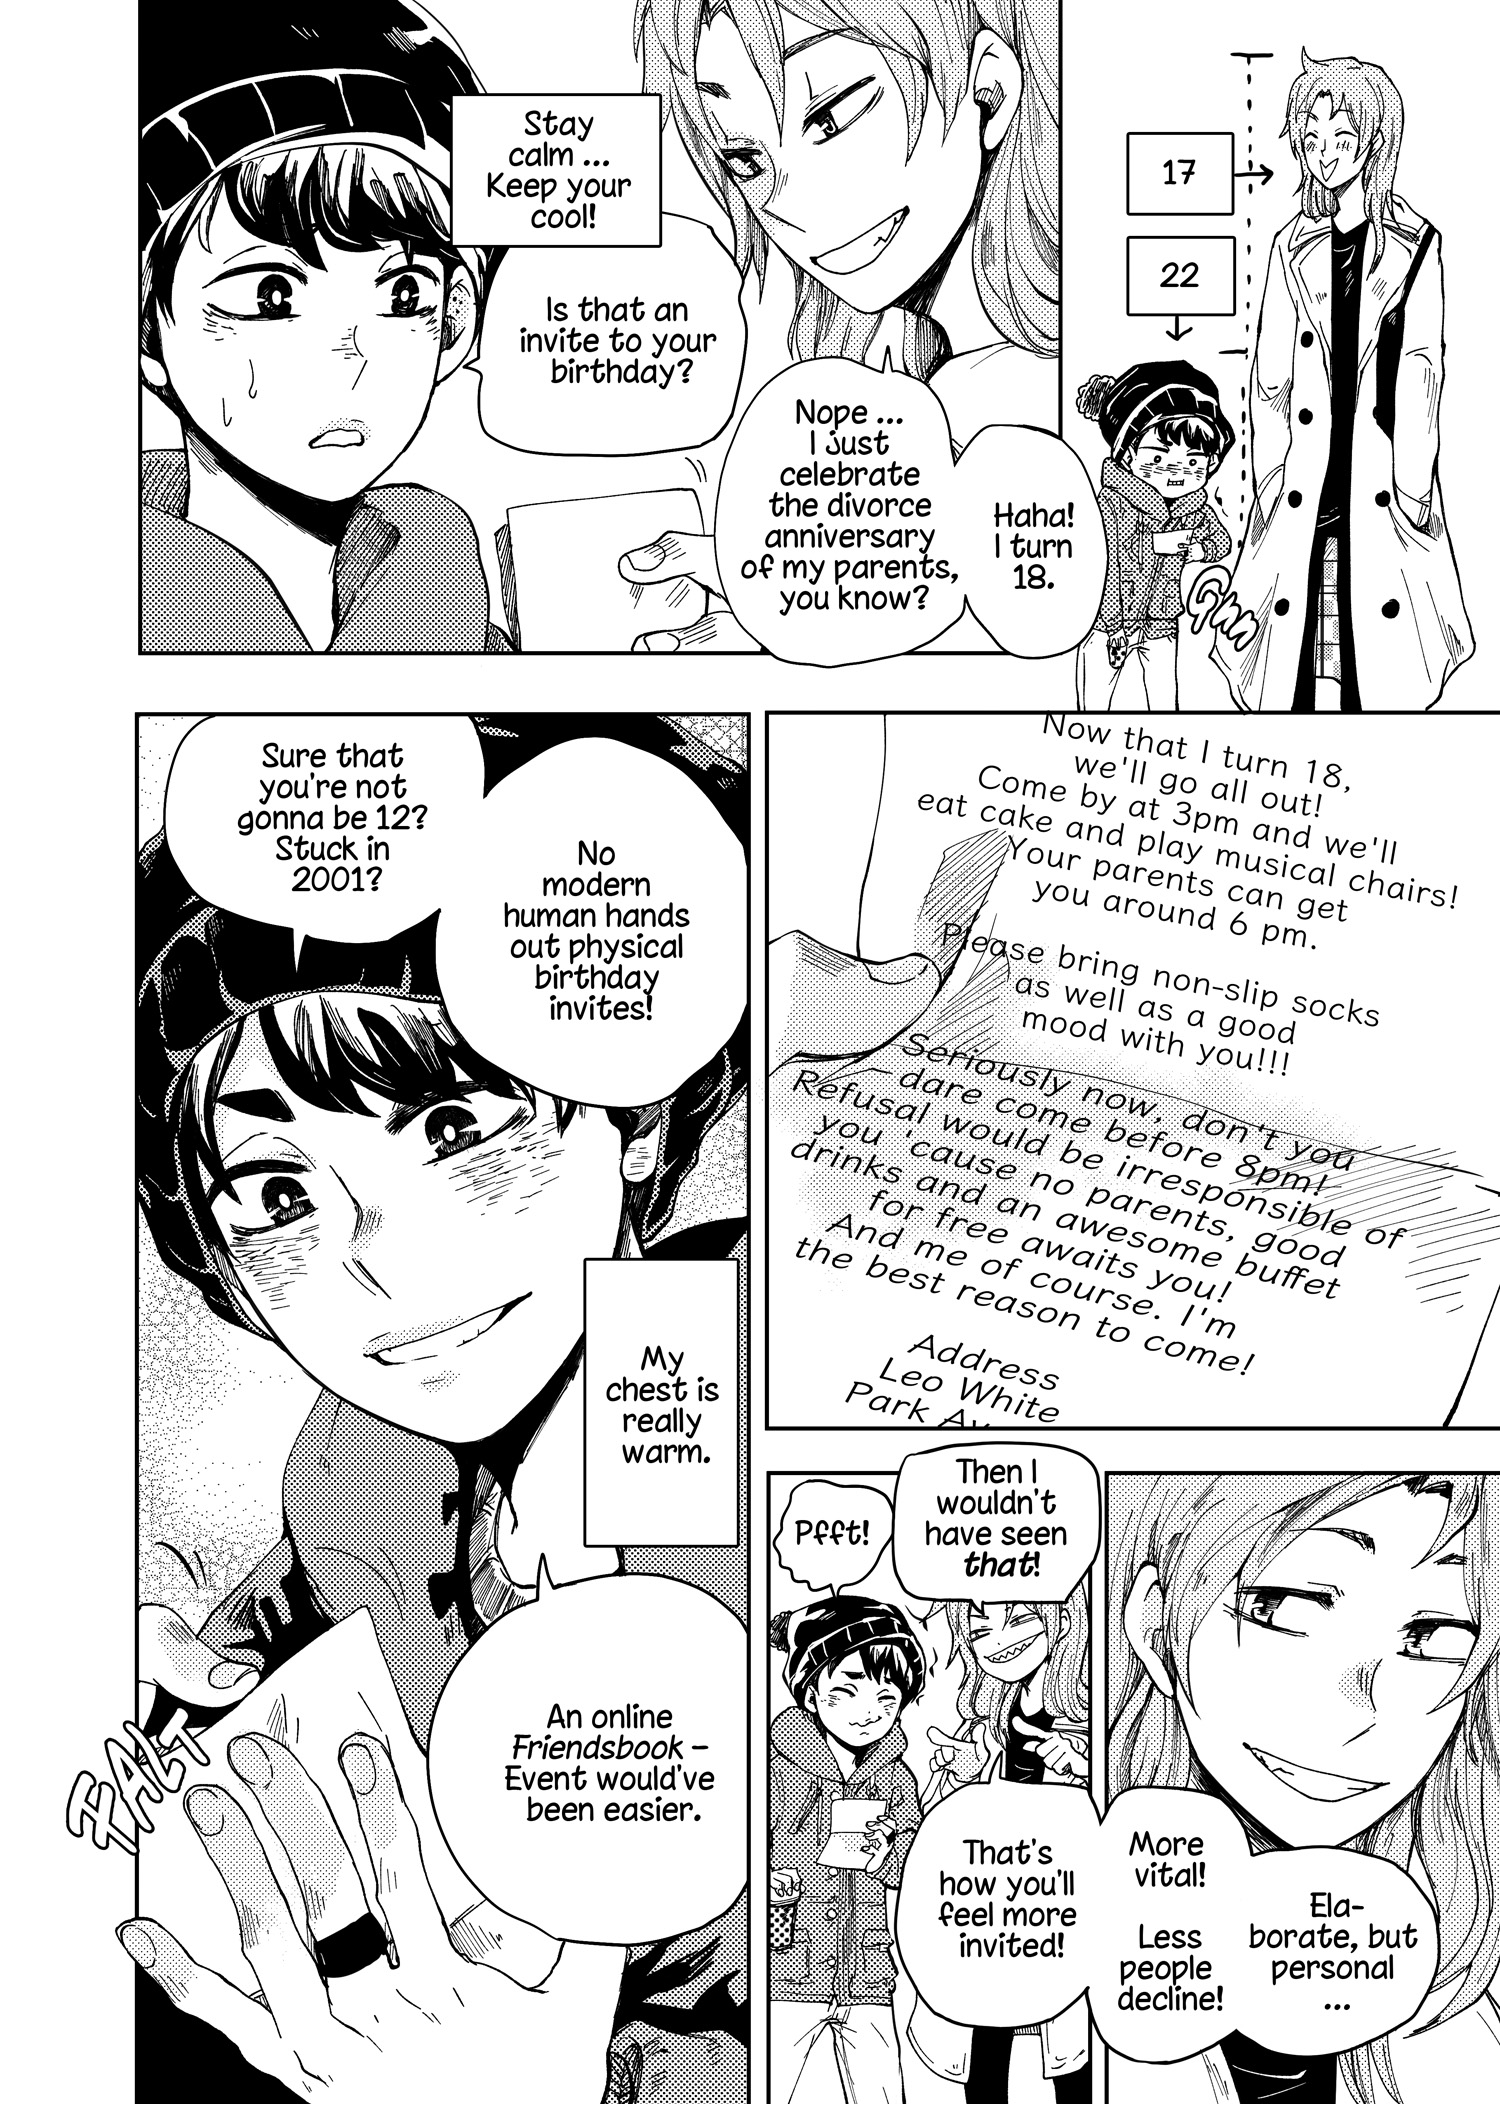 Stay
calm ...
Keep your
cool!
Is that an
invite to your
birthday?
Nope ...
I just
celebrate
the divorce
anniversary
of my parents,
you know?
Haha!
I turn
18.
17
22
Gnn
Sure that
you're not
gonna be 12?
Stuck in
2001?
No
modern
human hands
out physical
birthday
invites!
My
chest is
really
warm.
FALT
An online
Friendsbook –
Event would've
been easier.
Now that I turn 18,
we'll go all out!
Come by at 3pm and we'll
eat cake and play musical chairs!
Your parents can get
you around 6 pm.
Please bring non-slip socks
as well as a good
mood with you!!!
Seriously now, don't you
dare come before 8pm!
Refusal would be irresponsible of
you 'cause no parents, good
drinks and an awesome buffet
for free awaits you!
And me of course. I'm
the best reason to come!
Address
Leo White
Park Av
Pfft!
Then I
wouldn't
have seen
that!
That's
how you'll
feel more
invited!
More
vital!
Less
people
decline!
Ela-
borate, but
personal
...